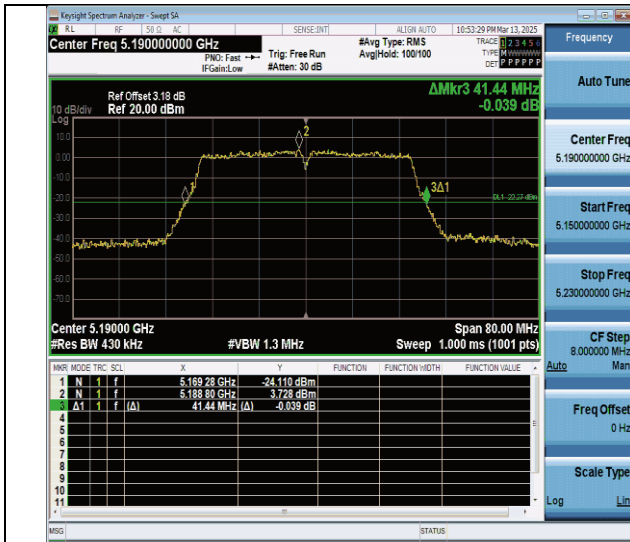 Keysight Spectrum Analyzer - Swept SA
RL RF 50 Ω AC SENSE:INT ALIGN AUTO 10:53:29 PM Mar 13, 2025
Center Freq 5.190000000 GHz
PNO: Fast
IFGain:Low
Trig: Free Run
#Atten: 30 dB
#Avg Type: RMS
Avg|Hold: 100/100
TRACE 1 2 3 4 5 6
TYPE M W W W W W
DET P P P P P P
Ref Offset 3.18 dB
Ref 20.00 dBm
10 dB/div
Log
ΔMkr3 41.44 MHz
-0.039 dB
10.0
0.00
-10.0
-20.0
-30.0
-40.0
-50.0
-60.0
-70.0
1
2
3Δ1
DL1 -22.27 dBm
Center 5.19000 GHz
Span 80.00 MHz
#Res BW 430 kHz
#VBW 1.3 MHz
Sweep 1.000 ms (1001 pts)
MKR MODE TRC SCL X Y FUNCTION FUNCTION WIDTH FUNCTION VALUE
1 N 1 f 5.169 28 GHz -24.110 dBm
2 N 1 f 5.188 80 GHz 3.728 dBm
3 Δ1 1 f (Δ) 41.44 MHz (Δ) -0.039 dB
4
5
6
7
8
9
10
11
MSG STATUS
Frequency
Auto Tune
Center Freq
5.190000000 GHz
Start Freq
5.150000000 GHz
Stop Freq
5.230000000 GHz
CF Step
8.000000 MHz
Auto Man
Freq Offset
0 Hz
Scale Type
Log Lin